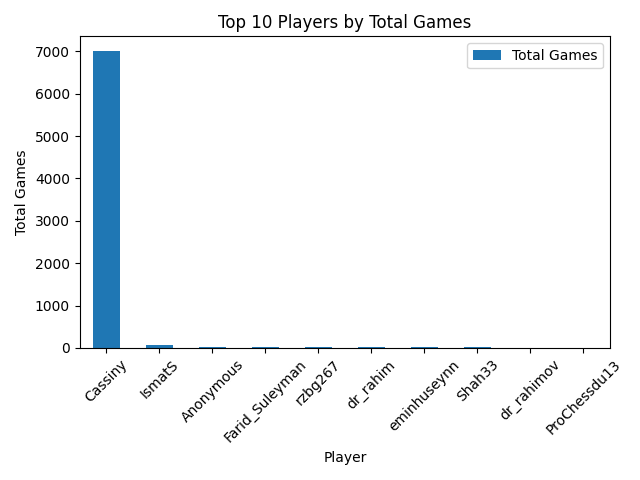 Top 10 Players by Total Games
Total Games
7000
6000
5000
4000
3000
2000
1000
0
Total Games
Cassiny
IsmatS
Anonymous
Farid_Suleyman
rzbg267
dr_rahim
eminhuseynn
Shah33
dr_rahimov
ProChessdu13
Player